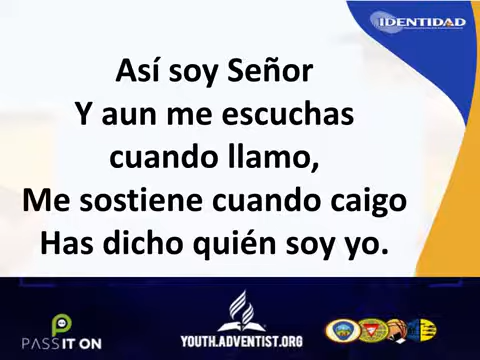 IDENTIDAD
Así soy Señor
Y aun me escuchas
cuando llamo,
Me sostiene cuando caigo
Has dicho quién soy yo.
PASS IT ON
YOUTH.ADVENTIST.ORG